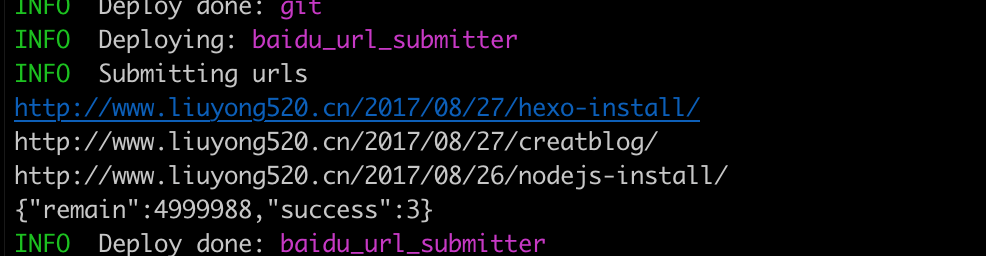 INFO  Deploy done: git
INFO  Deploying: baidu_url_submitter
INFO  Submitting urls
http://www.liuyong520.cn/2017/08/27/hexo-install/
http://www.liuyong520.cn/2017/08/27/creatblog/
http://www.liuyong520.cn/2017/08/26/nodejs-install/
{"remain":4999988,"success":3}
INFO  Deploy done: baidu_url_submitter